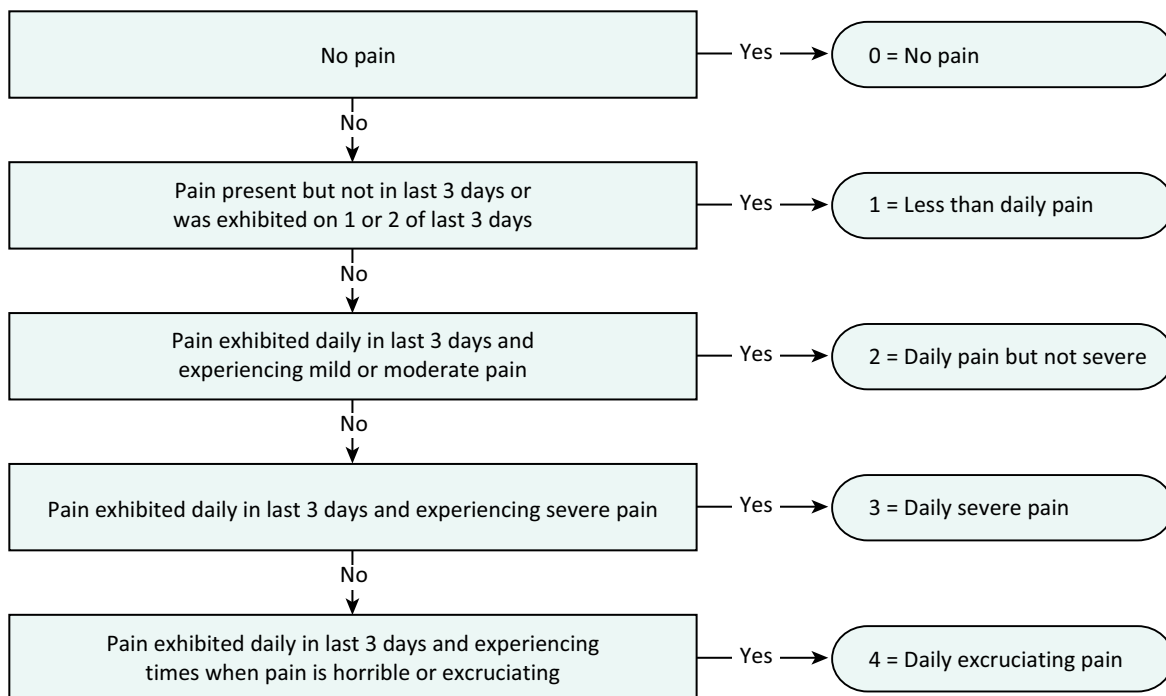 No pain
Yes
0 = No pain
No
Pain present but not in last 3 days or
was exhibited on 1 or 2 of last 3 days
Yes
1 = Less than daily pain
No
Pain exhibited daily in last 3 days and
experiencing mild or moderate pain
Yes
2 = Daily pain but not severe
No
Pain exhibited daily in last 3 days and experiencing severe pain
Yes
3 = Daily severe pain
No
Pain exhibited daily in last 3 days and experiencing
times when pain is horrible or excruciating
Yes
4 = Daily excruciating pain